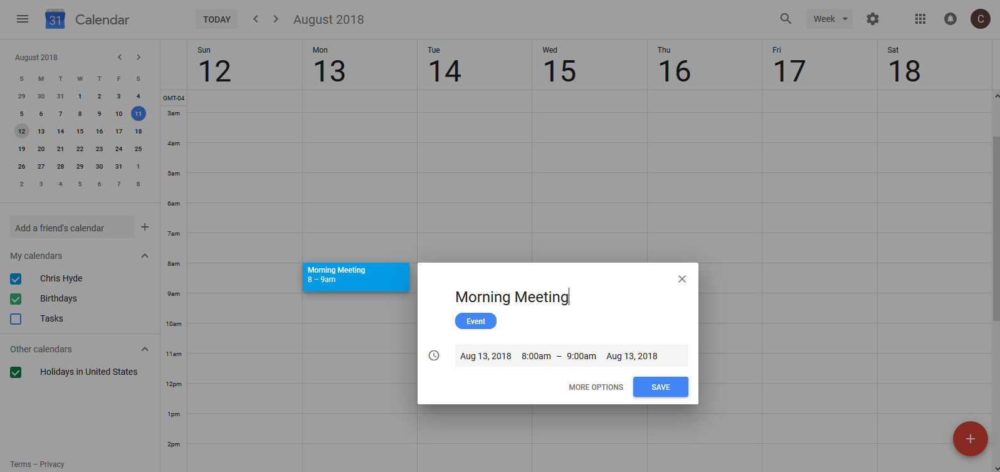 31 Calendar TODAY August 2018 Week C
August 2018
S M T W T F S
29 30 31 1 2 3 4
5 6 7 8 9 10 11
12 13 14 15 16 17 18
19 20 21 22 23 24 25
26 27 28 29 30 31 1
2 3 4 5 6 7 8
Add a friend's calendar
My calendars
Chris Hyde
Birthdays
Tasks
Other calendars
Holidays in United States
Terms – Privacy
Sun Mon Tue Wed Thu Fri Sat
12 13 14 15 16 17 18
GMT-04
3am
4am
5am
6am
7am
8am
9am
10am
11am
12pm
1pm
2pm
Morning Meeting
8 – 9am
Morning Meeting
Event
Aug 13, 2018 8:00am – 9:00am Aug 13, 2018
MORE OPTIONS SAVE